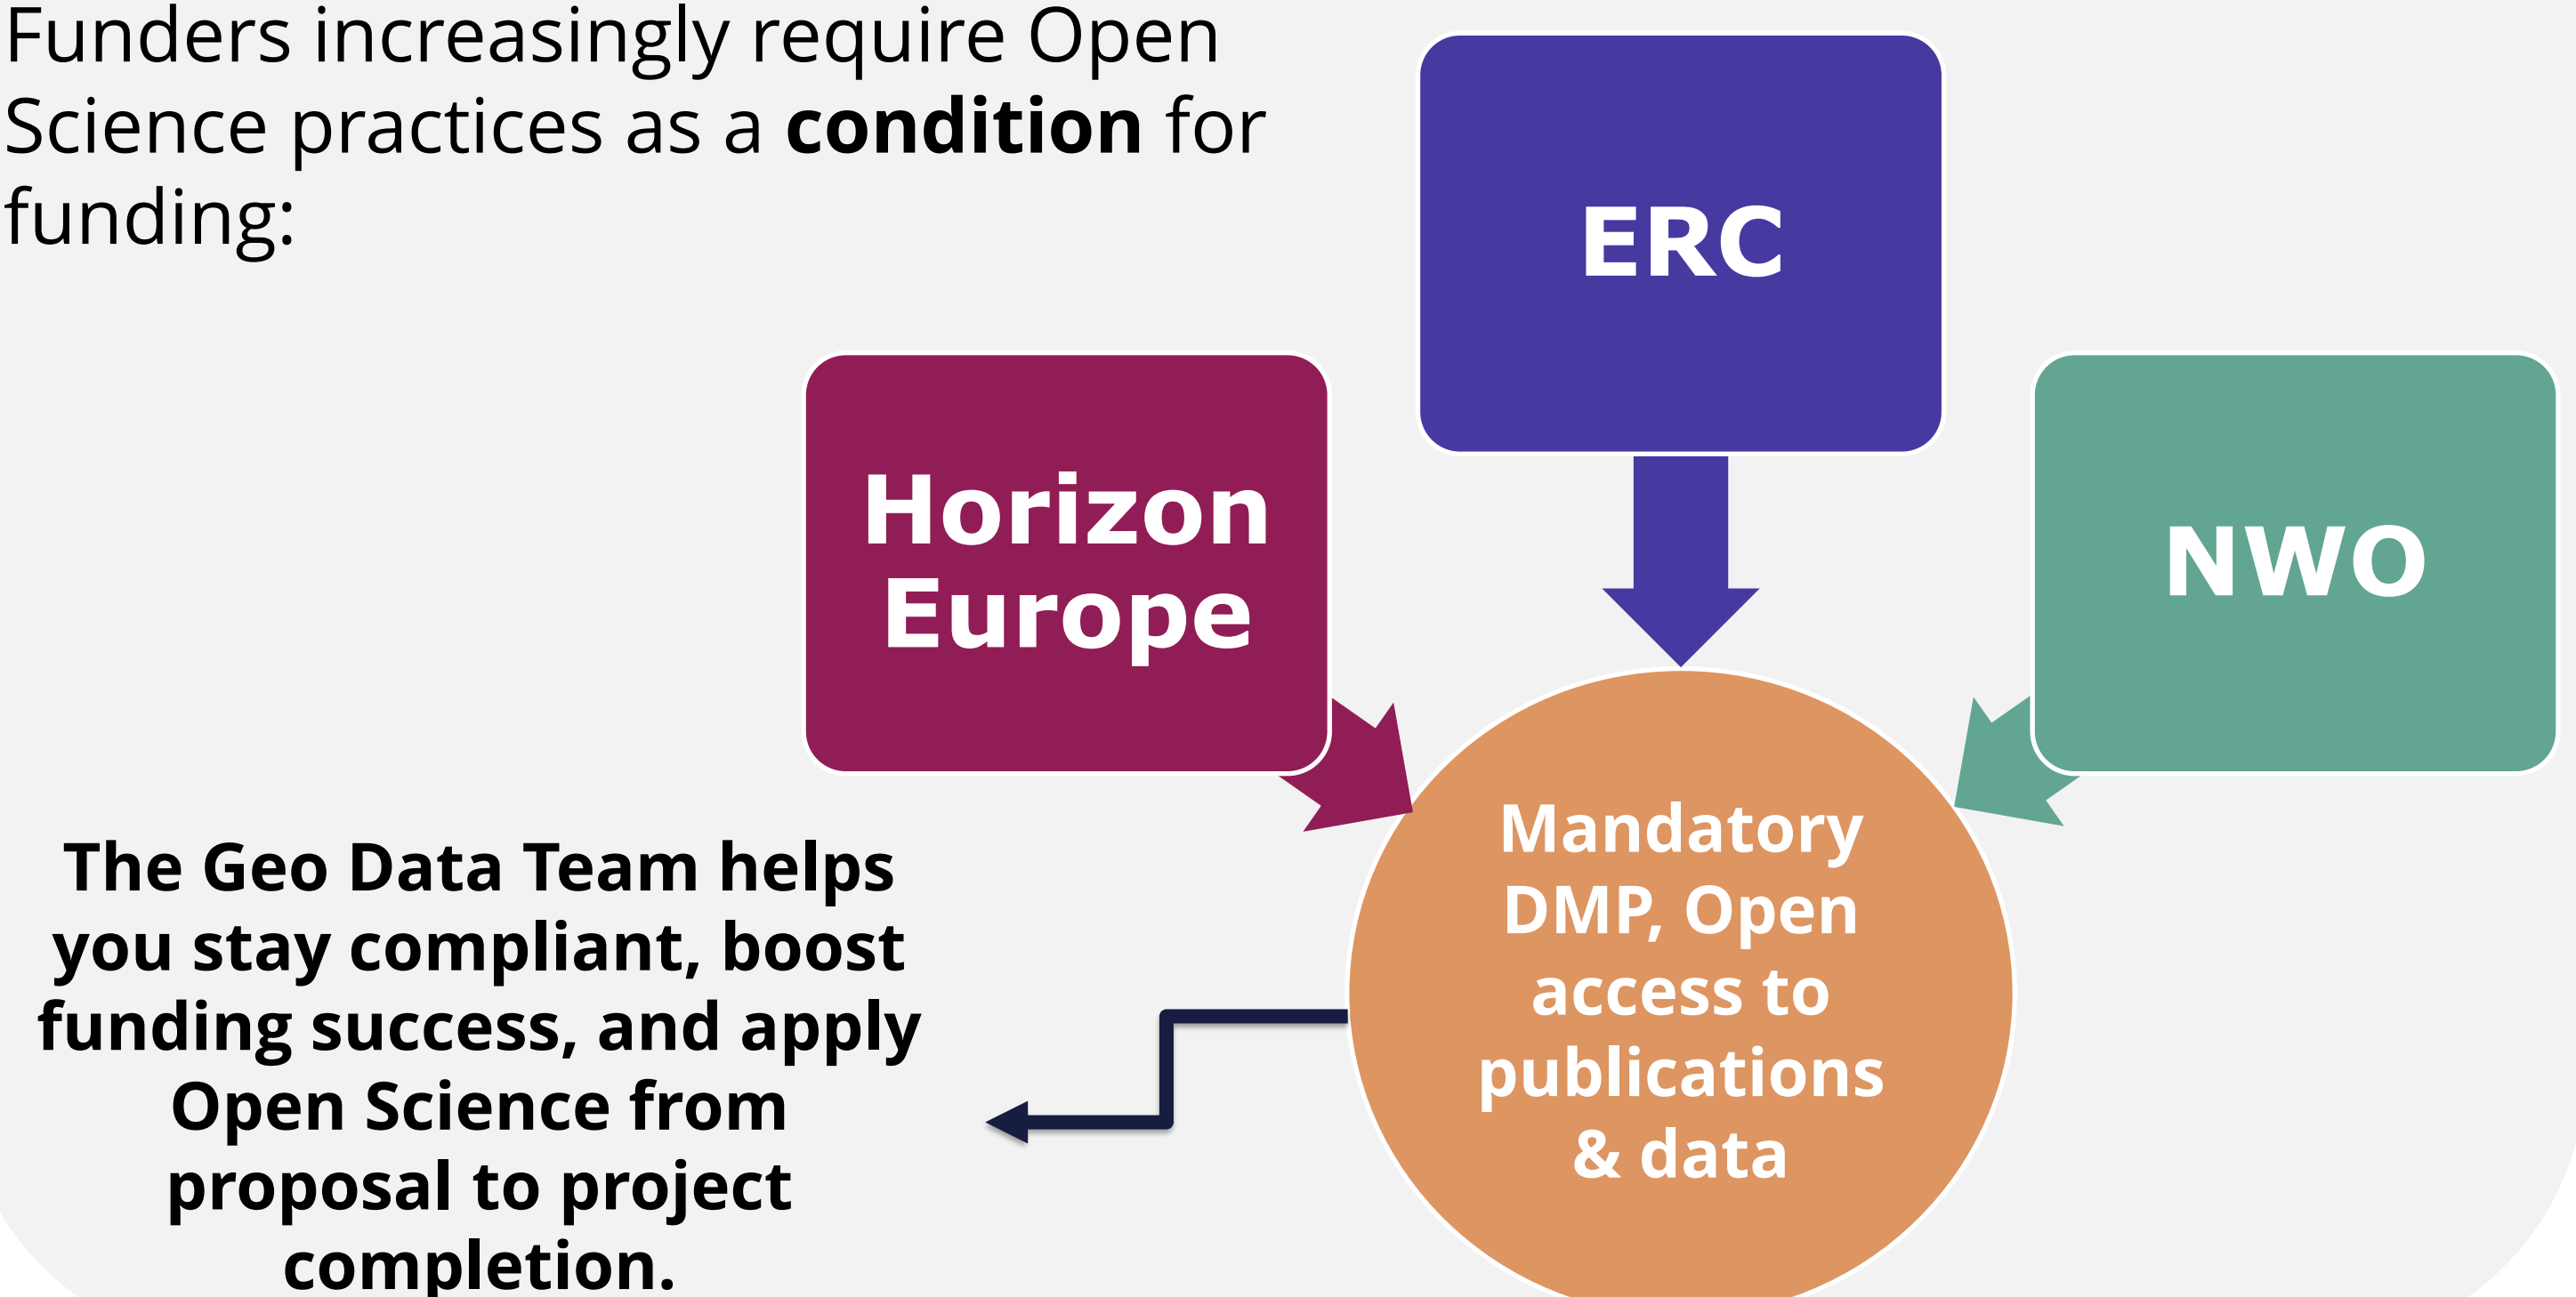 Funders increasingly require Open
Science practices as a condition for
funding:
ERC
Horizon
Europe
NWO
Mandatory
DMP, Open
access to
publications
& data
The Geo Data Team helps
you stay compliant, boost
funding success, and apply
Open Science from
proposal to project
completion.